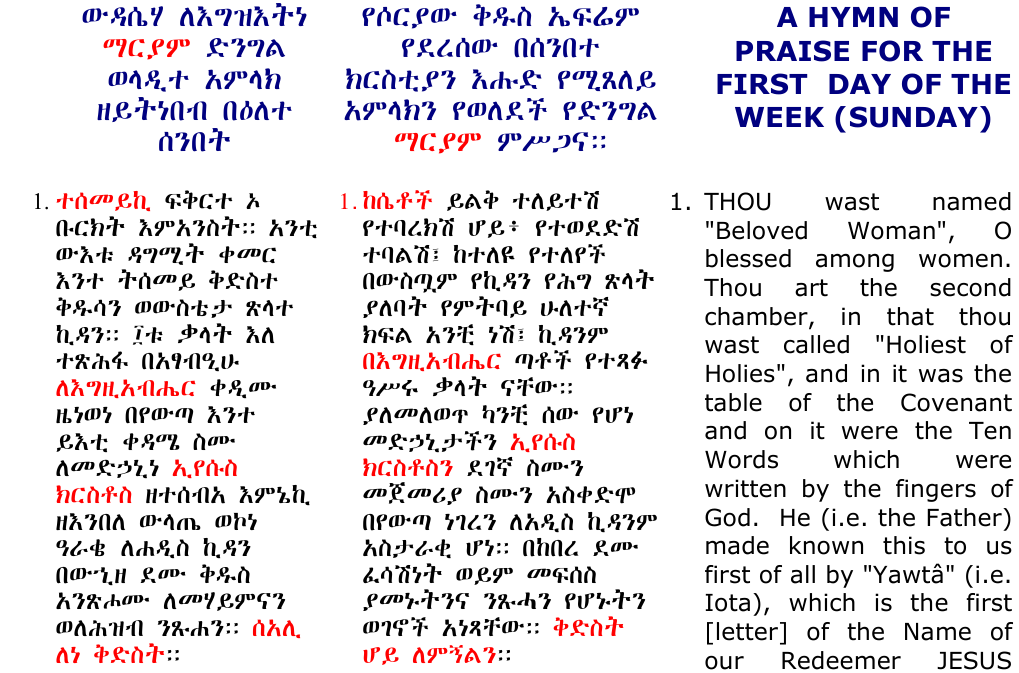 ውዳሴሃ ለእግዝእትነ
ማርያም ድንግል
ወላዲተ አምላክ
ዘይትነበብ በዕለተ
ሰንበት
የሶርያው ቅዱስ ኤፍሬም
የደረሰው በሰንበተ
ክርስቲያን እሑድ የሚጸለይ
አምላክን የወለደች የድንግል
ማርያም ምሥጋና፡፡
A HYMN OF
PRAISE FOR THE
FIRST DAY OF THE
WEEK (SUNDAY)
1. ተሰመይኪ ፍቅርተ ኦ
ቡርክት እምአንስት፡፡ አንቲ
ውእቱ ዳግሚት ቀመር
እንተ ትሰመይ ቅድስተ
ቅዱሳን ወውስቴታ ጽላተ
ኪዳን፡፡ ፲ቱ ቃላት እለ
ተጽሕፋ በአፃብዒሁ
ለእግዚአብሔር ቀዲሙ
ዜነወነ በየውጣ እንተ
ይእቲ ቀዳሜ ስሙ
ለመድኃኒነ ኢየሱስ
ክርስቶስ ዘተሰብአ እምኔኪ
ዘእንበለ ውላጤ ወኮነ
ዓራቄ ለሐዲስ ኪዳን
በውኂዘ ደሙ ቅዱስ
አንጽሖሙ ለመሃይምናን
ወለሕዝብ ንጹሐን፡፡ ሰአሊ
ለነ ቅድስት፡፡
1. ከሴቶች ይልቅ ተለይተሽ
የተባረክሽ ሆይ፥ የተወደድሽ
ተባልሽ፤ ከተለዩ የተለየች
በውስጧም የኪዳን የሕግ ጽላት
ያለባት የምትባይ ሁለተኛ
ክፍል አንቺ ነሽ፤ ኪዳንም
በእግዚአብሔር ጣቶች የተጻፉ
ዓሥሩ ቃላት ናቸው፡፡
ያለመለወጥ ካንቺ ሰው የሆነ
መድኃኒታችን ኢየሱስ
ክርስቶስን ደገኛ ስሙን
መጀመሪያ ስሙን አስቀድሞ
በየውጣ ነገረን ለአዲስ ኪዳንም
አስታራቂ ሆነ፡፡ በከበረ ደሙ
ፈሳሽነት ወይም መፍሰስ
ያመኑትንና ንጹሓን የሆኑትን
ወገኖች አነጻቸው፡፡ ቅድስት
ሆይ ለምኝልን፡፡
1. THOU wast named
"Beloved Woman", O
blessed among women.
Thou art the second
chamber, in that thou
wast called "Holiest of
Holies", and in it was the
table of the Covenant
and on it were the Ten
Words which were
written by the fingers of
God. He (i.e. the Father)
made known this to us
first of all by "Yawtâ" (i.e.
Iota), which is the first
[letter] of the Name of
our Redeemer JESUS